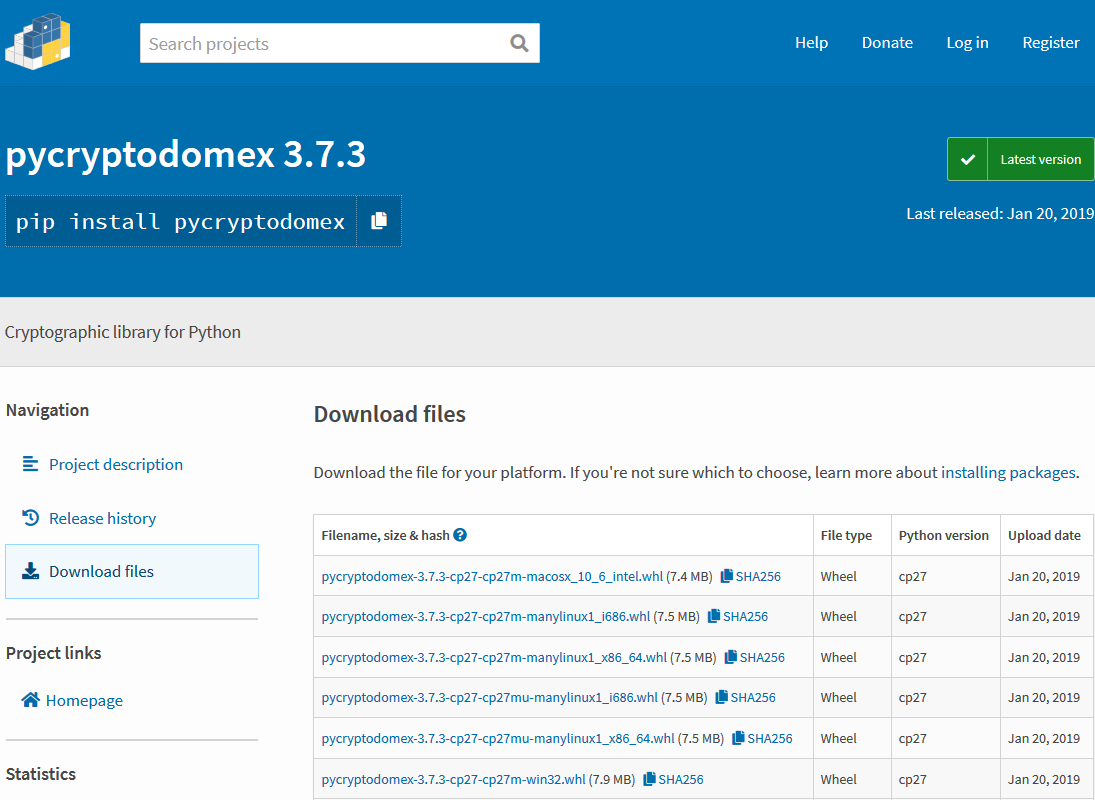 Search projects
Help Donate Log in Register
pycryptodomex 3.7.3
Latest version
pip install pycryptodomex
Last released: Jan 20, 2019
Cryptographic library for Python
Navigation
Project description
Release history
Download files
Project links
Homepage
Statistics
Download files
Download the file for your platform. If you're not sure which to choose, learn more about installing packages.
Filename, size & hash ? File type Python version Upload date
pycryptodomex-3.7.3-cp27-cp27m-macosx_10_6_intel.whl (7.4 MB) SHA256 Wheel cp27 Jan 20, 2019
pycryptodomex-3.7.3-cp27-cp27m-manylinux1_i686.whl (7.5 MB) SHA256 Wheel cp27 Jan 20, 2019
pycryptodomex-3.7.3-cp27-cp27m-manylinux1_x86_64.whl (7.5 MB) SHA256 Wheel cp27 Jan 20, 2019
pycryptodomex-3.7.3-cp27-cp27mu-manylinux1_i686.whl (7.5 MB) SHA256 Wheel cp27 Jan 20, 2019
pycryptodomex-3.7.3-cp27-cp27mu-manylinux1_x86_64.whl (7.5 MB) SHA256 Wheel cp27 Jan 20, 2019
pycryptodomex-3.7.3-cp27-cp27m-win32.whl (7.9 MB) SHA256 Wheel cp27 Jan 20, 2019